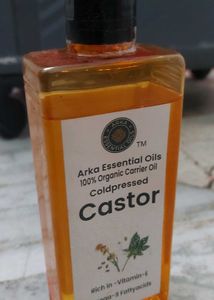 TM
Arka Essential Oils
100% Organic Carrier Oil
Coldpressed
Castor
Rich in -Vitamin-E
Fattyacids